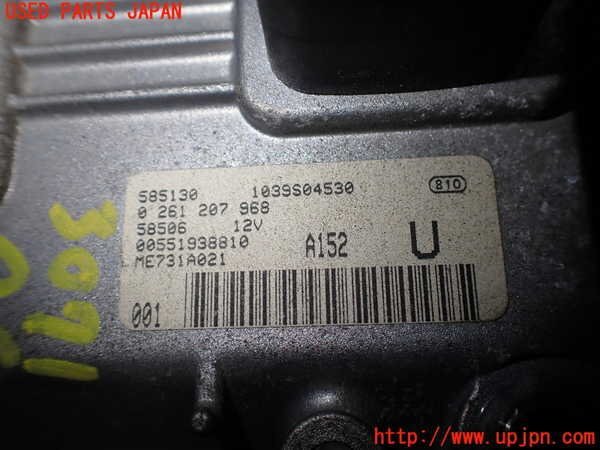 USED PARTS JAPAN
585130 1039S04530 810
0 261 207 968
58506 12V
00551938810 A152 U
ME731A021
001
3091
http://www.upjpn.com/